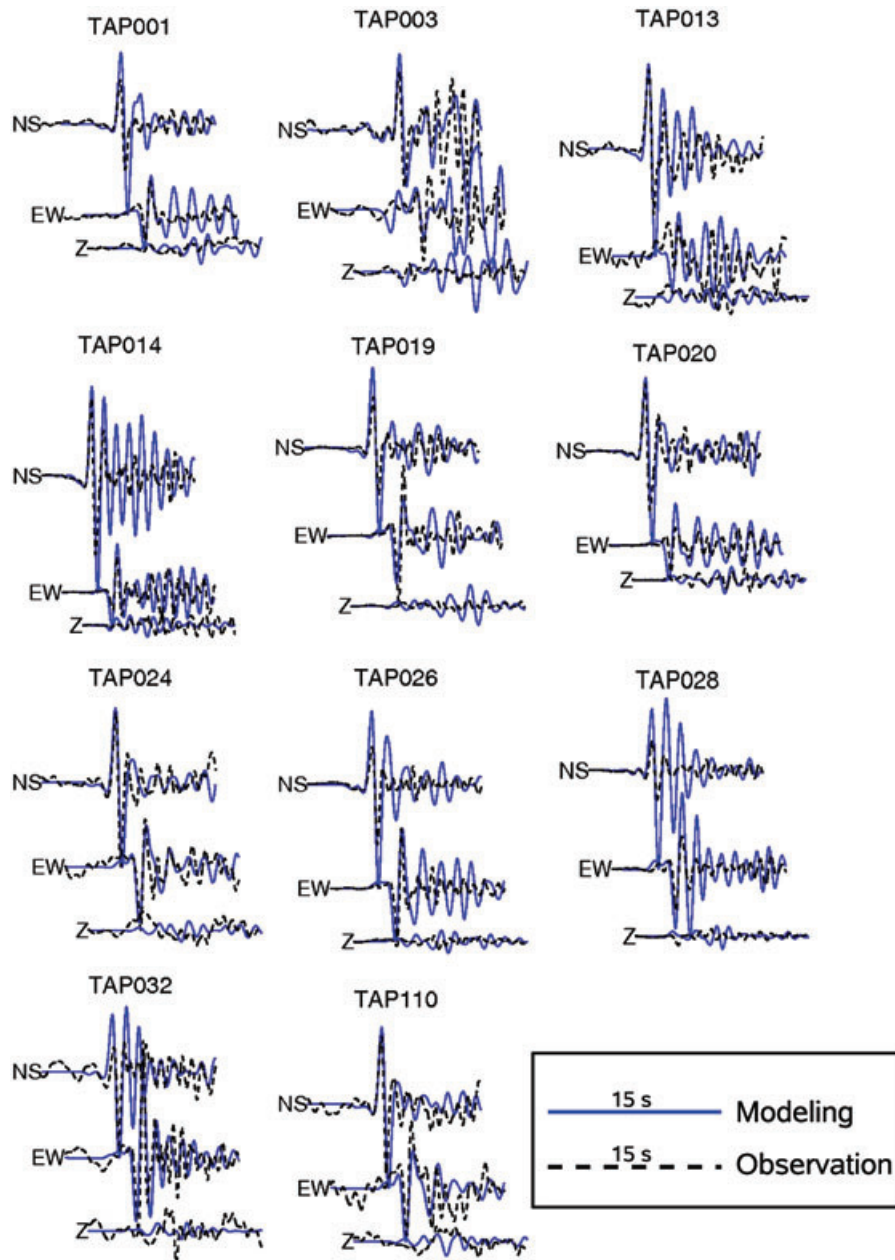 TAP001
NS
EW
Z
TAP003
NS
EW
Z
TAP013
NS
EW
Z
TAP014
NS
EW
Z
TAP019
NS
EW
Z
TAP020
NS
EW
Z
TAP024
NS
EW
Z
TAP026
NS
EW
Z
TAP028
NS
EW
Z
TAP032
NS
EW
Z
TAP110
NS
EW
Z
15 s Modeling
15 s Observation